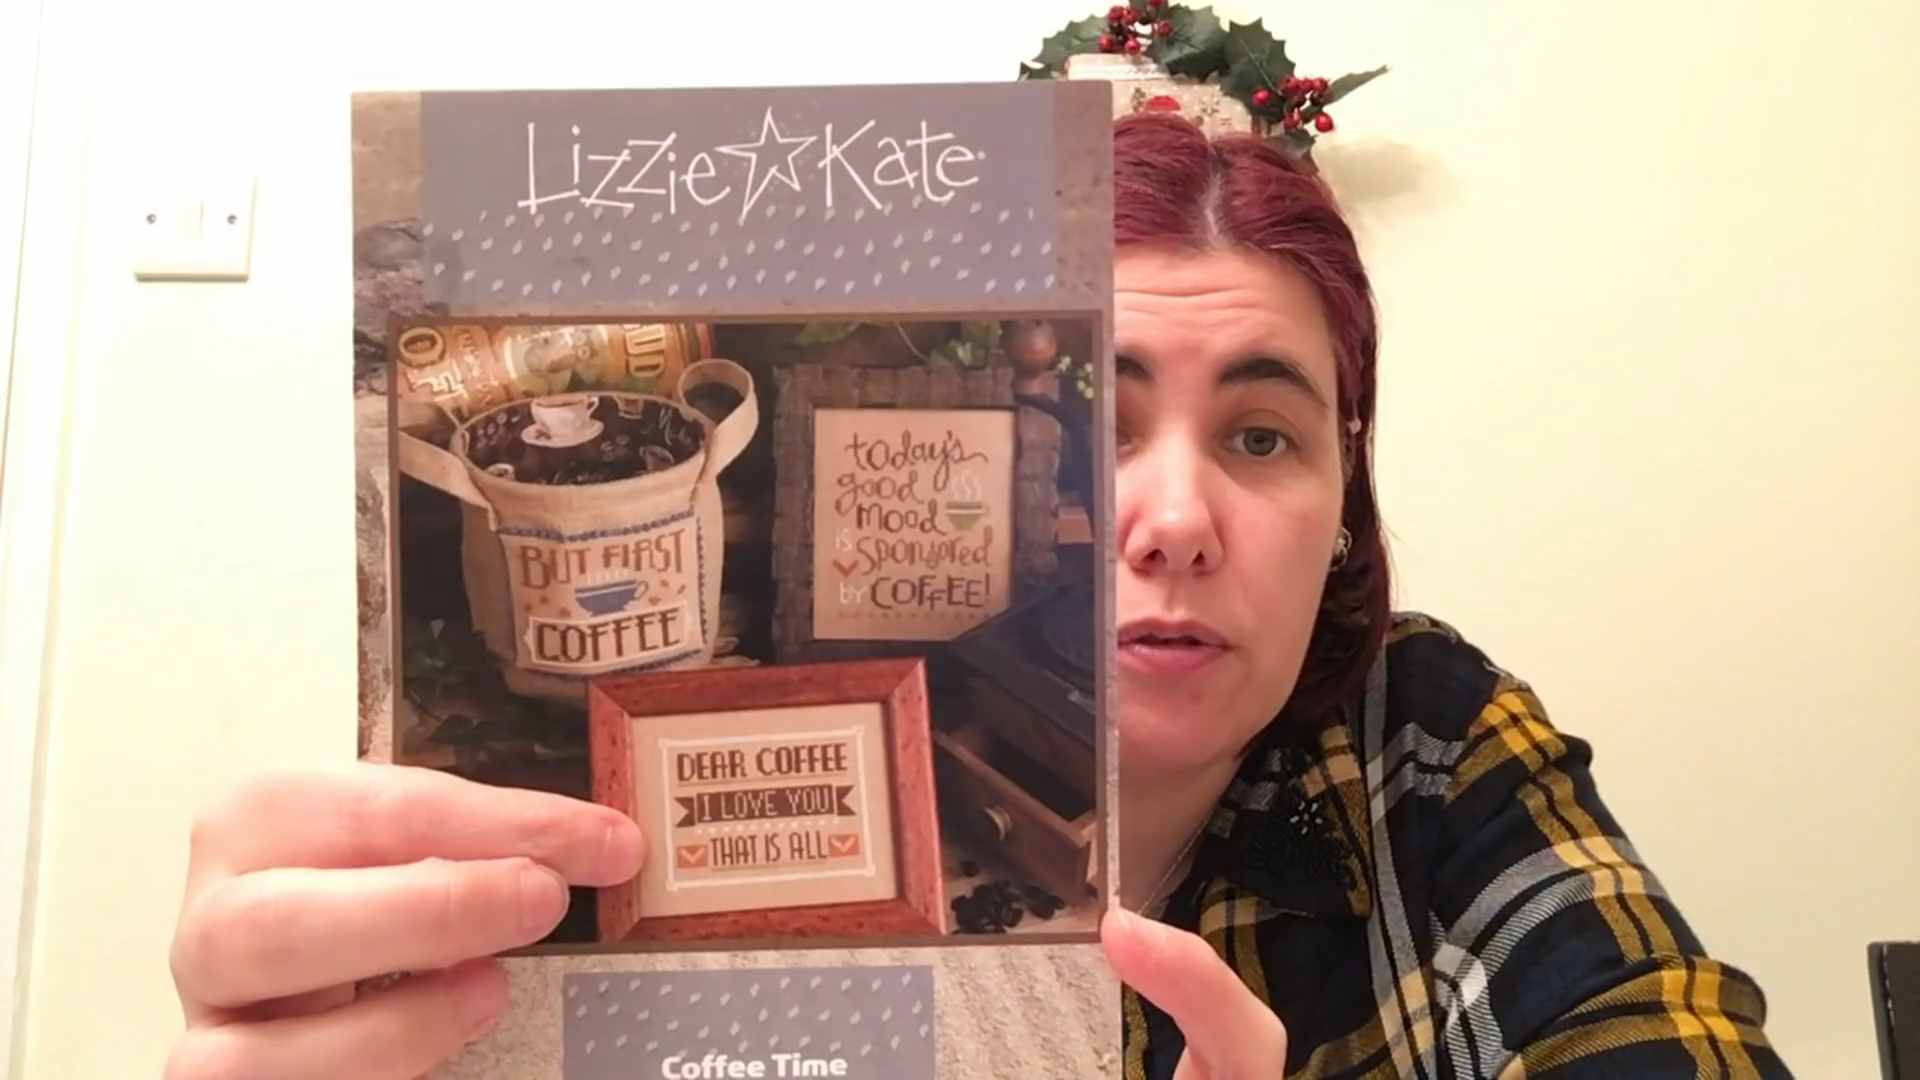 Lizzie Kate
BUT FIRST
COFFEE
today's
good
mood
is
sponsored
by COFFEE!
DEAR COFFEE
I LOVE YOU
THAT IS ALL
Coffee Time